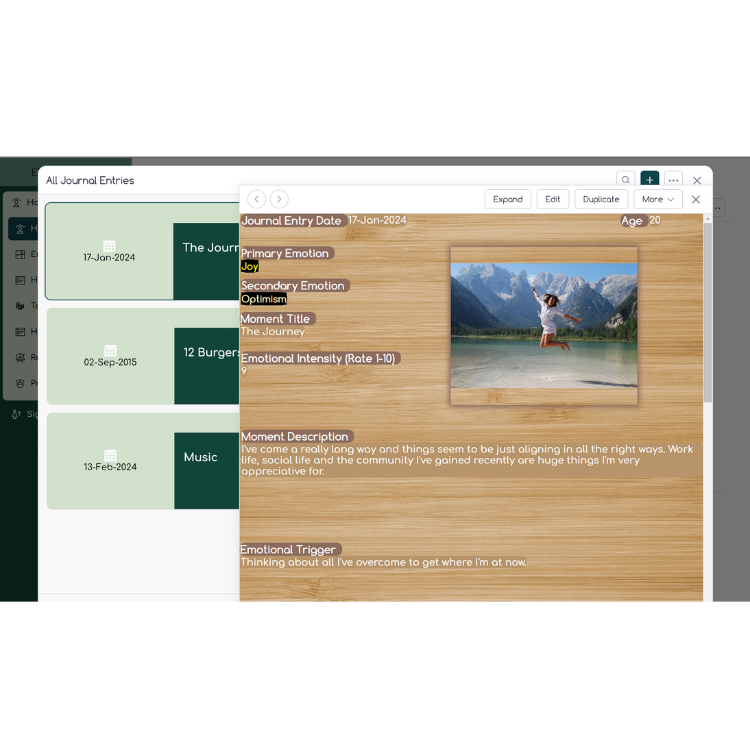 All Journal Entries
Expand
Edit
Duplicate
More
17-Jan-2024
The Jour
02-Sep-2015
12 Burgers
13-Feb-2024
Music
Journal Entry Date 17-Jan-2024
Age 20
Primary Emotion
Joy
Secondary Emotion
Optimism
Moment Title
The Journey
Emotional Intensity (Rate 1-10)
9
Moment Description
I've come a really long way and things seem to be just aligning in all the right ways. Work
life, social life and the community I've gained recently are huge things I'm very
appreciative for.
Emotional Trigger
Thinking about all I've overcome to get where I'm at now.